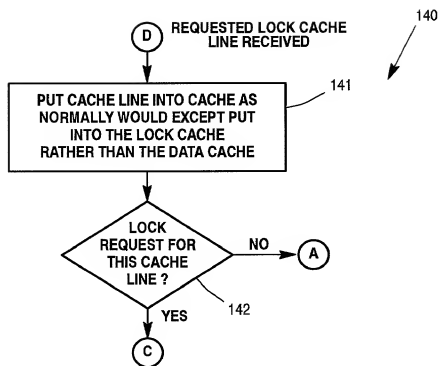 D
REQUESTED LOCK CACHE
LINE RECEIVED
140
PUT CACHE LINE INTO CACHE AS
NORMALLY WOULD EXCEPT PUT
INTO THE LOCK CACHE
RATHER THAN THE DATA CACHE
141
LOCK
REQUEST FOR
THIS CACHE
LINE ?
NO
A
142
YES
C